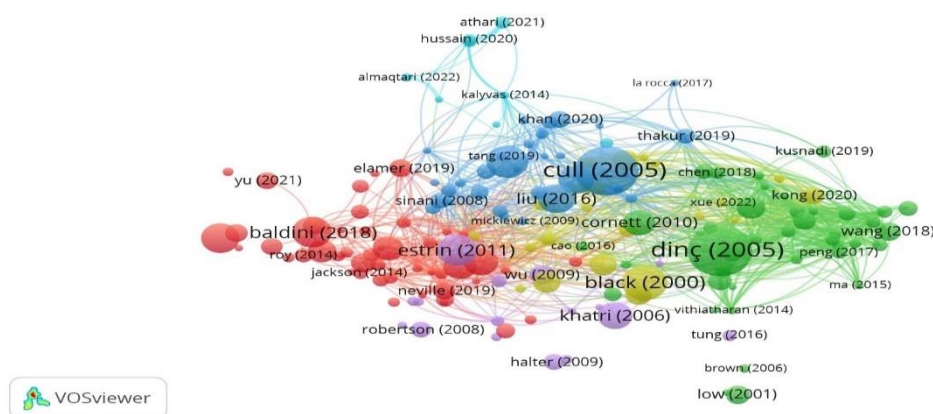 athari (2021)
hussain (2020)
almaqtari (2022)
la rocca (2017)
kalyvas (2014)
khan (2020)
thakur (2019)
kusnadi (2019)
tang (2019)
elamer (2019)
cull (2005)
chen (2018)
yu (2021)
sinani (2008)
liu (2016)
xue (2022)
kong (2020)
mickiewicz (2009)
cornett (2010)
baldini (2018)
wang (2018)
estrin (2011)
cao (2016)
dinç (2005)
roy (2014)
peng (2017)
jackson (2014)
wu (2009)
black (2000)
ma (2015)
neville (2019)
khatri (2006)
vithiatharan (2014)
robertson (2008)
tung (2016)
halter (2009)
brown (2006)
low (2001)
VOSviewer